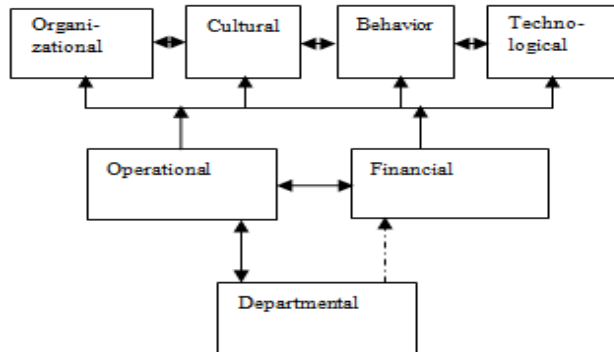 Organi-
zational
Cultural
Behavior
Techno-
logical
Operational
Financial
Departmental